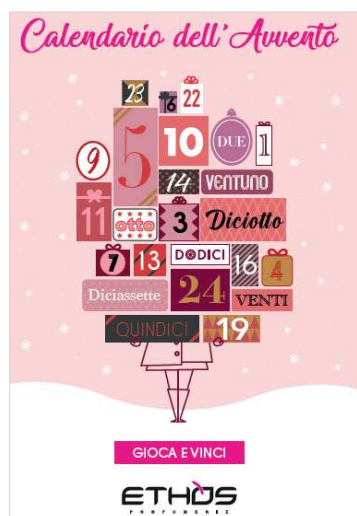 Calendario dell'Avvento
23
16
22
5
10
DUE
1
9
14
VENTUNO
11
otto
3
Diciotto
7
13
DODICI
16
4
Diciassette
24
VENTI
QUINDICI
19
GIOCA E VINCI
ETHOS
PROFUMERIE